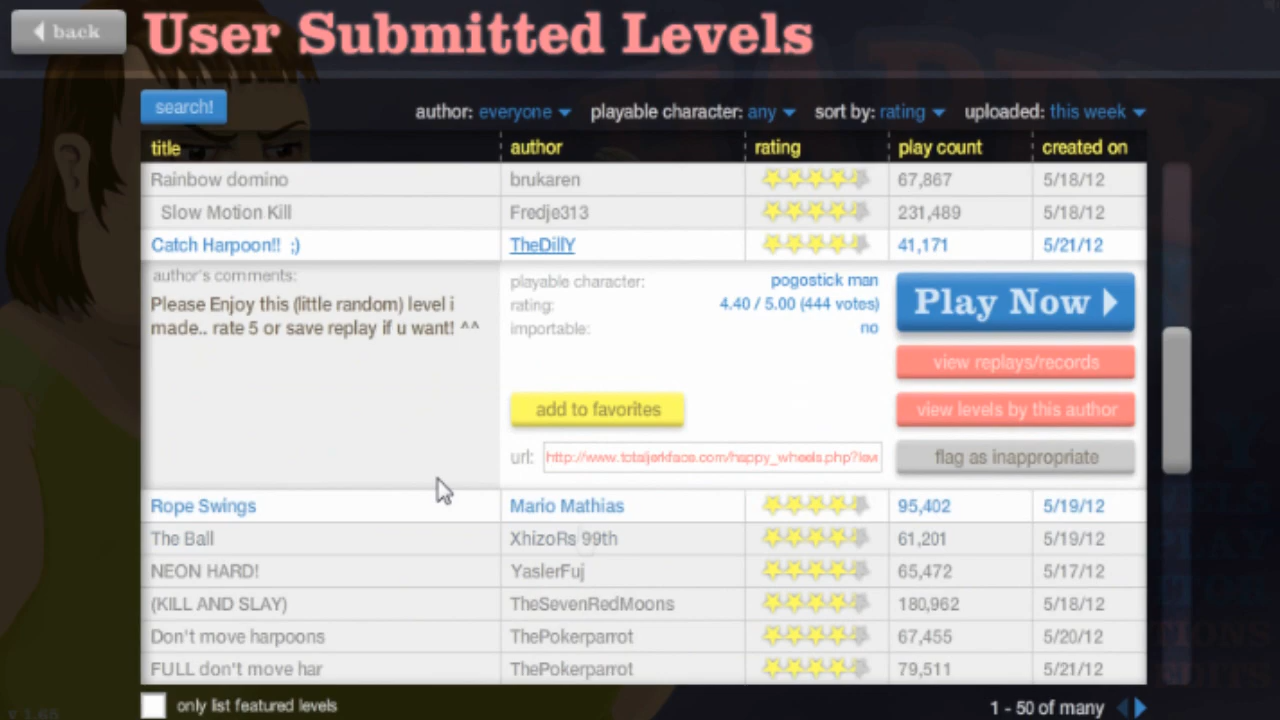 back
User Submitted Levels
search!
author: everyone playable character: any sort by: rating uploaded: this week
title author rating play count created on
Rainbow domino brukaren 67,867 5/18/12
Slow Motion Kill Fredje313 231,489 5/18/12
Catch Harpoon!! ;) TheDillY 41,171 5/21/12
author's comments:
Please Enjoy this (little random) level i
made.. rate 5 or save replay if u want! ^^
playable character: pogostick man
rating: 4.40 / 5.00 (444 votes)
importable: no
add to favorites
url: http://www.totaljerkface.com/happy_wheels.php?lev
Play Now
view replays/records
view levels by this author
flag as inappropriate
Rope Swings Mario Mathias 95,402 5/19/12
The Ball XhizoRs 99th 61,201 5/19/12
NEON HARD! YaslerFuj 65,472 5/17/12
(KILL AND SLAY) TheSevenRedMoons 180,962 5/18/12
Don't move harpoons ThePokerparrot 67,455 5/20/12
FULL don't move har ThePokerparrot 79,511 5/21/12
only list featured levels
1 - 50 of many